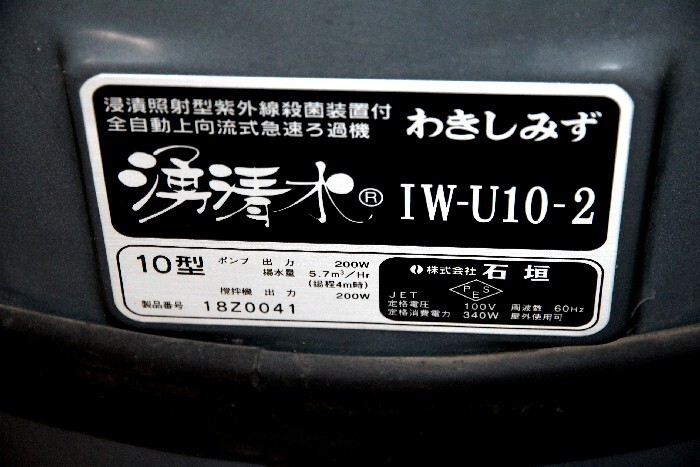 浸漬照射型紫外線殺菌装置付
全自動上向流式急速ろ過機 わきしみず
湧清水® IW-U10-2
10型 ポンプ 出力 200W
揚水量 5.7m³/Hr
(揚程4m時)
攪拌機 出力 200W
製品番号 18Z0041
株式会社 石垣
PSE
JET
定格電圧 100V 周波数 60Hz
定格消費電力 340W 屋外使用可